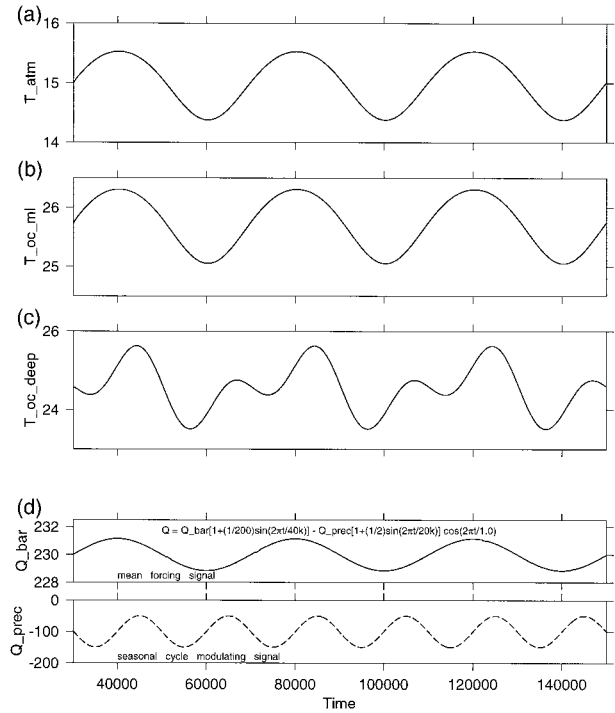 (a)
16
15
14
T_atm
(b)
26
25
T_oc_ml
(c)
26
24
T_oc_deep
(d)
232
230
228
Q_bar
Q = Q_bar[1+(1/200)sin(2πt/40k)] - Q_prec[1+(1/2)sin(2πt/20k)] cos(2πt/1.0)
mean forcing signal
0
-100
-200
Q_prec
seasonal cycle modulating signal
40000 60000 80000 100000 120000 140000
Time